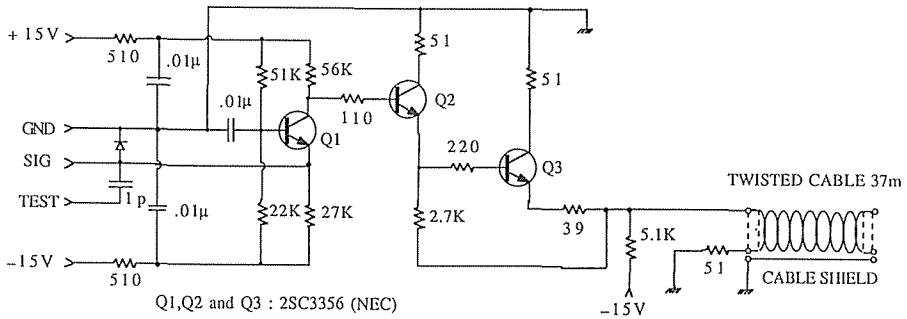 +15V
510
.01μ
51K
56K
51
51
.01μ
110
Q2
GND
Q1
SIG
220
Q3
1p
TEST
.01μ
22K
27K
2.7K
39
5.1K
TWISTED CABLE 37m
51
-15V
510
CABLE SHIELD
-15V
Q1,Q2 and Q3 : 2SC3356 (NEC)